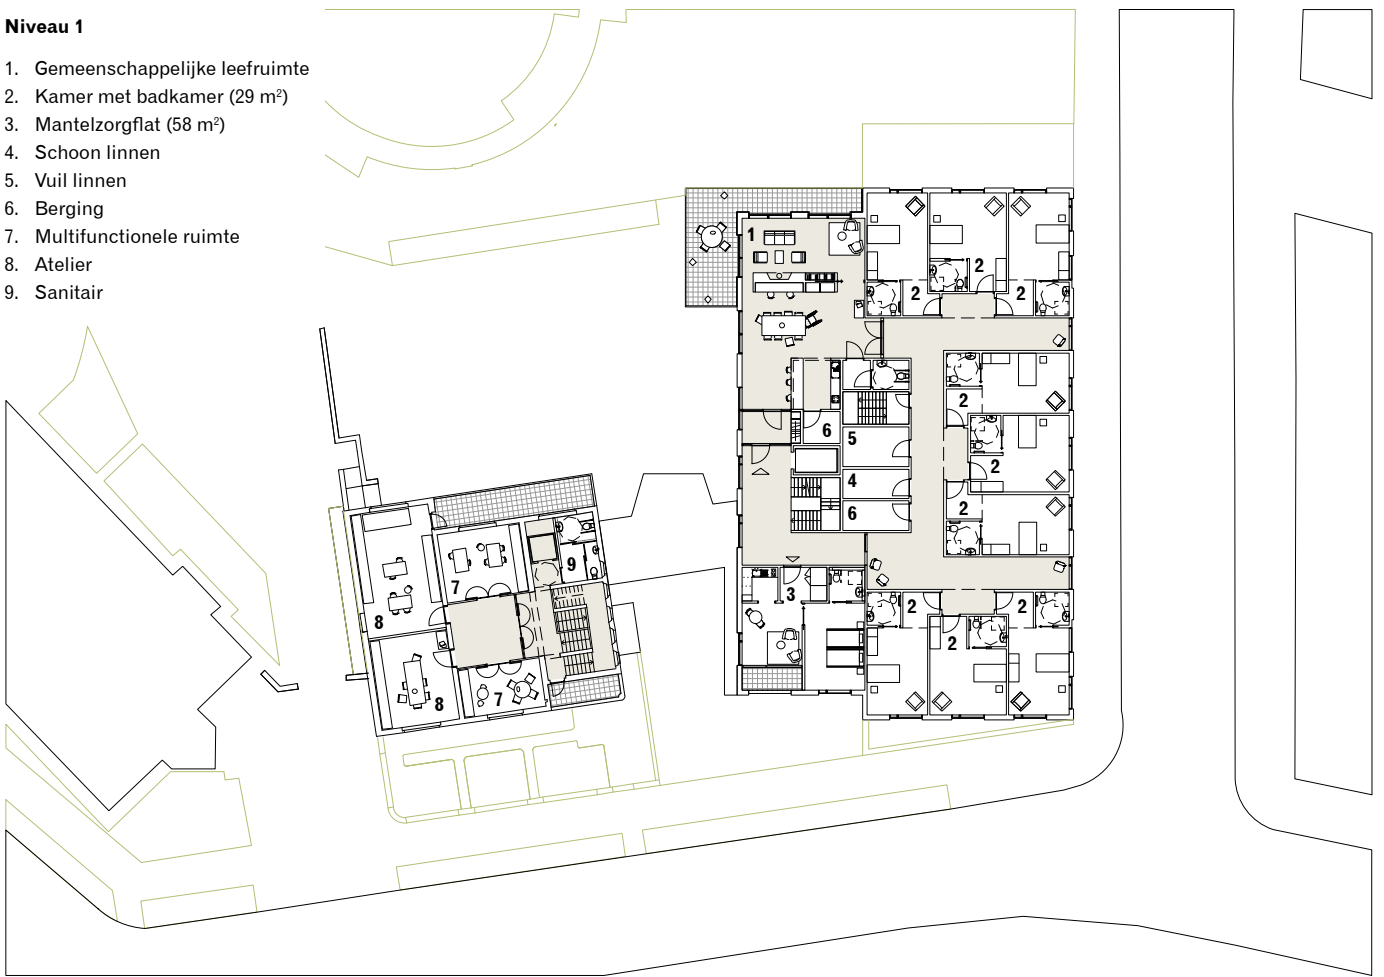 Niveau 1
1. Gemeenschappelijke leefruimte
2. Kamer met badkamer (29 m²)
3. Mantelzorgflat (58 m²)
4. Schoon linnen
5. Vuil linnen
6. Berging
7. Multifunctionele ruimte
8. Atelier
9. Sanitair
1
2
2 2
2
6 5
2
4
2
6
9
7
3
2 2
8
2
8 7